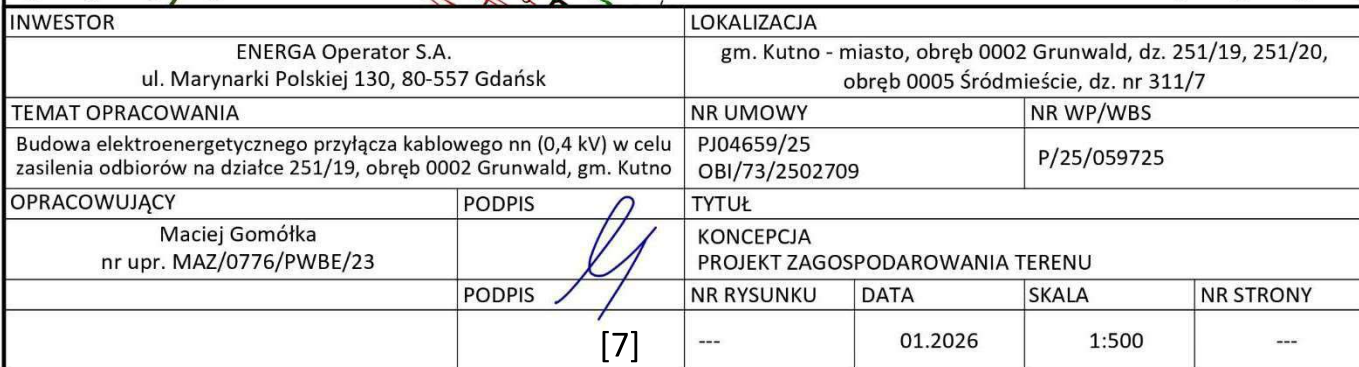 INWESTOR
ENERGA Operator S.A.
ul. Marynarki Polskiej 130, 80-557 Gdańsk
LOKALIZACJA
gm. Kutno - miasto, obręb 0002 Grunwald, dz. 251/19, 251/20,
obręb 0005 Śródmieście, dz. nr 311/7
TEMAT OPRACOWANIA
Budowa elektroenergetycznego przyłącza kablowego nn (0,4 kV) w celu
zasilenia odbiorów na działce 251/19, obręb 0002 Grunwald, gm. Kutno
NR UMOWY
PJ04659/25
OBI/73/2502709
NR WP/WBS
P/25/059725
OPRACOWUJĄCY
Maciej Gomółka
nr upr. MAZ/0776/PWBE/23
PODPIS
TYTUŁ
KONCEPCJA
PROJEKT ZAGOSPODAROWANIA TERENU
PODPIS
[7]
NR RYSUNKU
---
DATA
01.2026
SKALA
1:500
NR STRONY
---